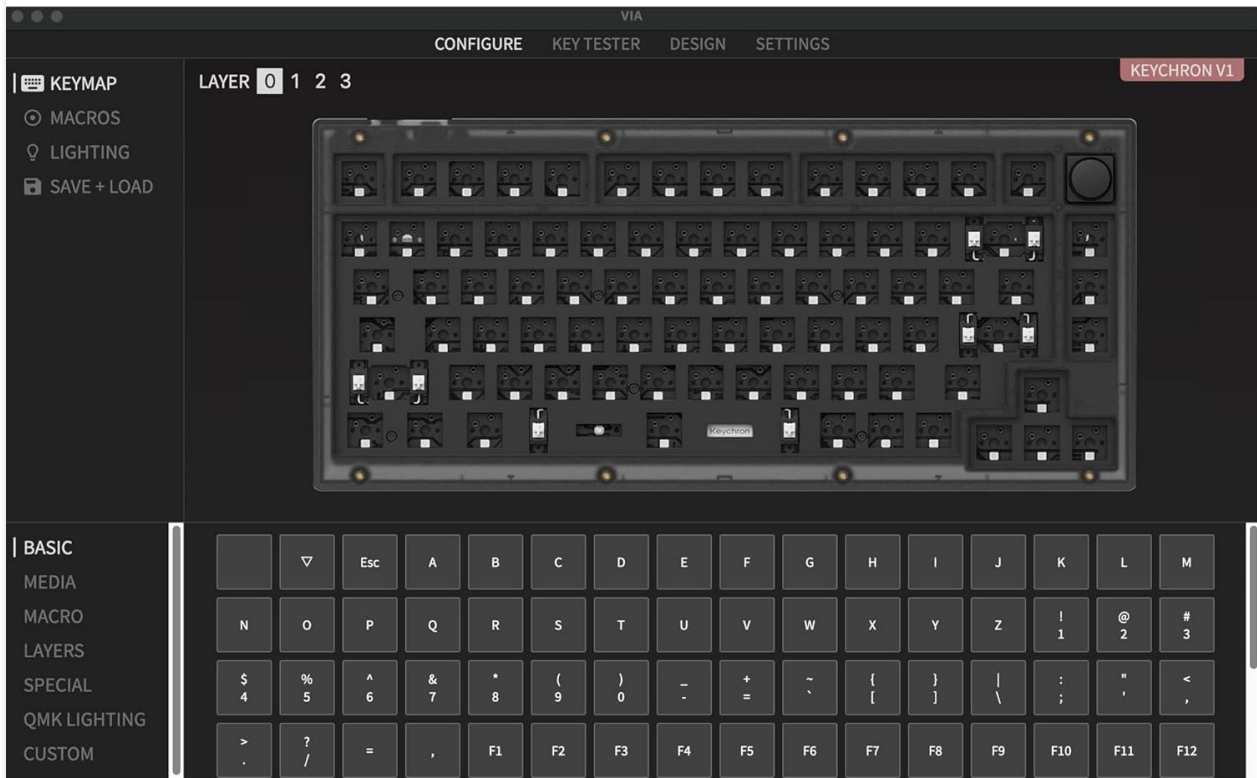 VIA
CONFIGURE KEY TESTER DESIGN SETTINGS
KEYMAP
MACROS
LIGHTING
SAVE + LOAD
LAYER 0 1 2 3
KEYCHRON V1
Keychron
BASIC
MEDIA
MACRO
LAYERS
SPECIAL
QMK LIGHTING
CUSTOM
▽ Esc A B C D E F G H I J K L M
N O P Q R S T U V W X Y Z ! 1 @ 2 # 3
$ 4 % 5 ^ 6 & 7 * 8 ( 9 ) 0 _ - + = ~ ` { [ } ] | \ : ; " ' < ,
> . ? / = , F1 F2 F3 F4 F5 F6 F7 F8 F9 F10 F11 F12